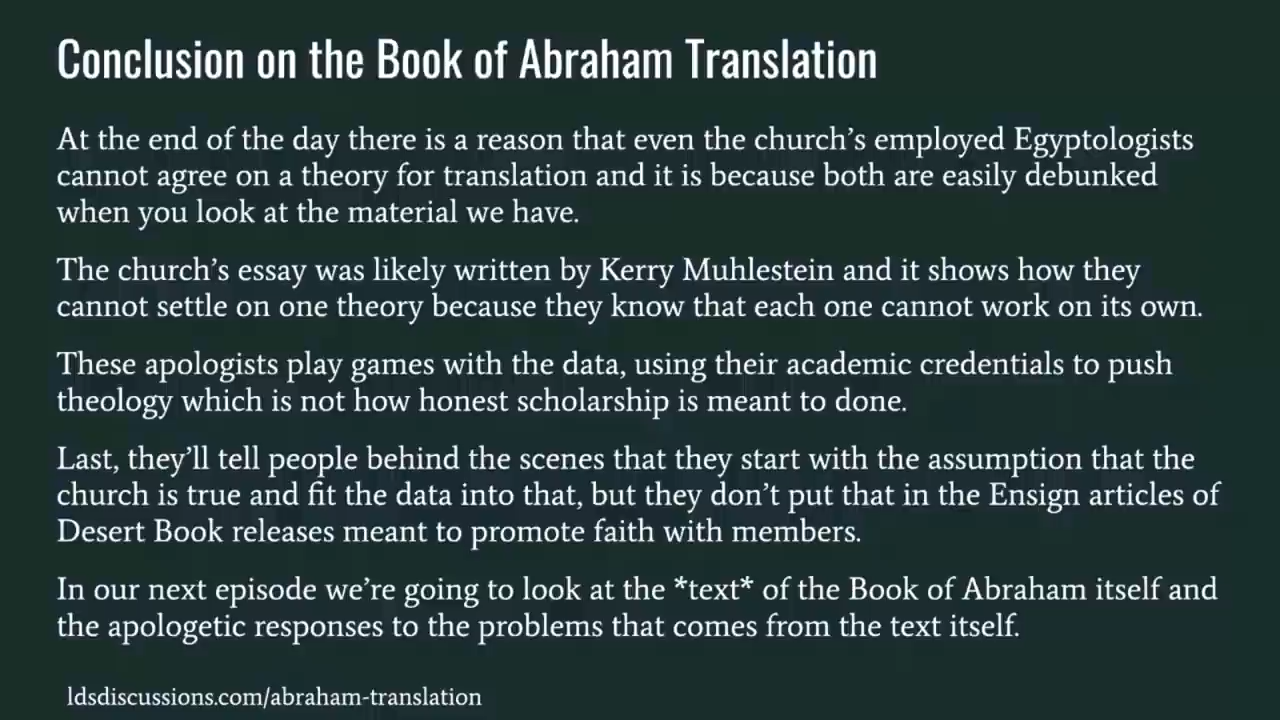 Conclusion on the Book of Abraham Translation
At the end of the day there is a reason that even the church's employed Egyptologists
cannot agree on a theory for translation and it is because both are easily debunked
when you look at the material we have.
The church's essay was likely written by Kerry Muhlestein and it shows how they
cannot settle on one theory because they know that each one cannot work on its own.
These apologists play games with the data, using their academic credentials to push
theology which is not how honest scholarship is meant to done.
Last, they'll tell people behind the scenes that they start with the assumption that the
church is true and fit the data into that, but they don't put that in the Ensign articles of
Desert Book releases meant to promote faith with members.
In our next episode we're going to look at the *text* of the Book of Abraham itself and
the apologetic responses to the problems that comes from the text itself.
ldsdiscussions.com/abraham-translation